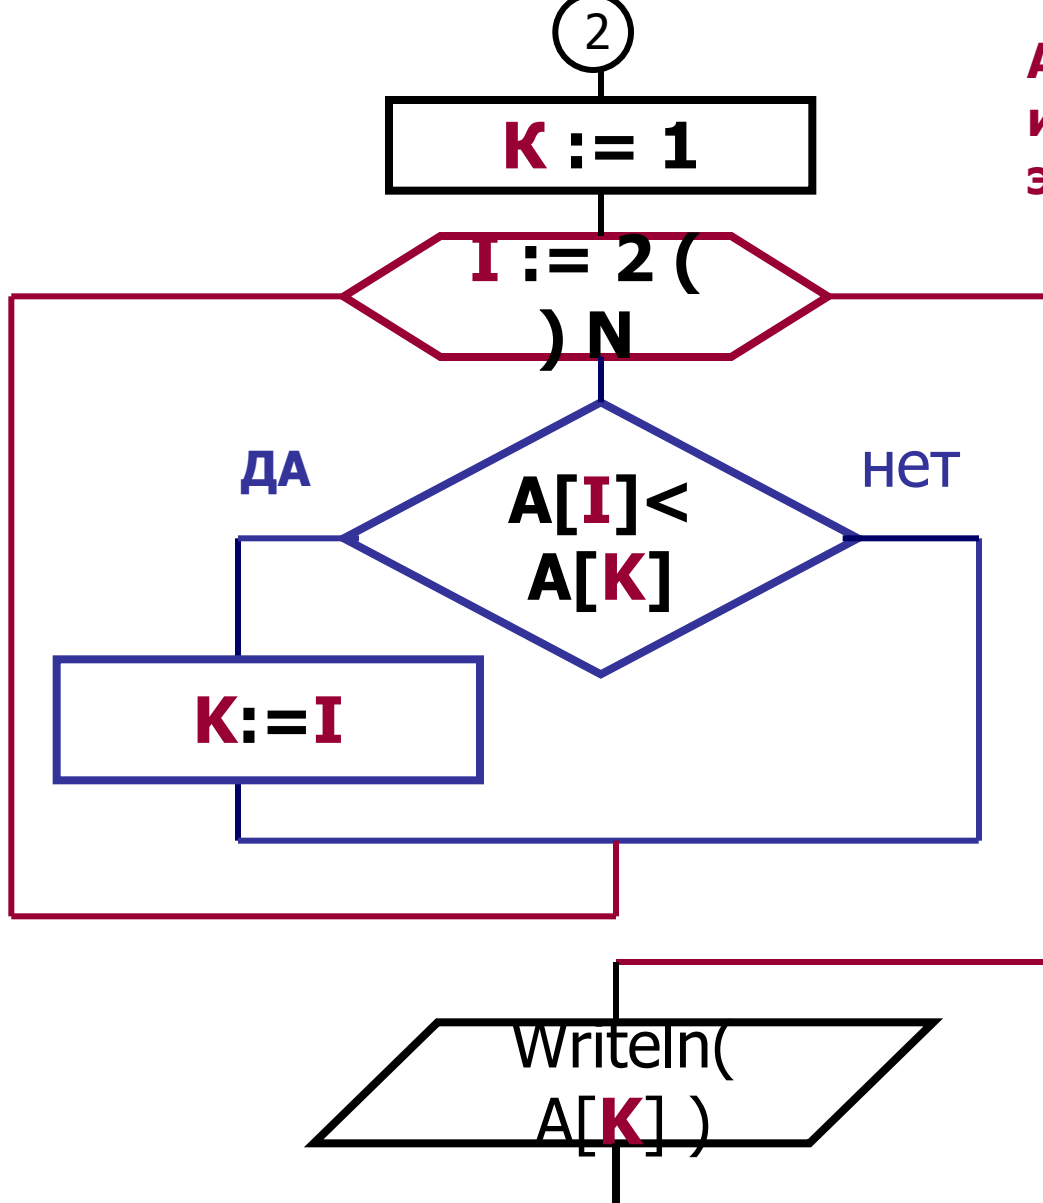 2
K := 1
I := 2 (
) N
ДА
нет
A[I]<
A[K]
K:=I
Writeln(
A[K] )